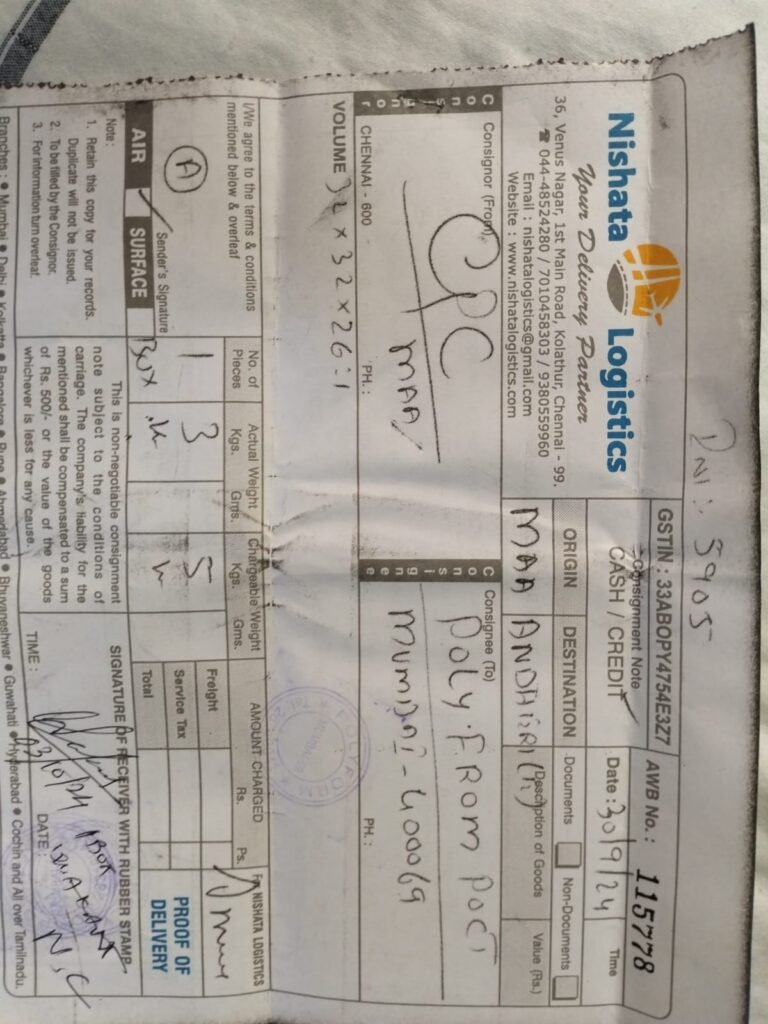 DNI: 5905
Nishata Logistics
Your Delivery Partner
36, Venus Nagar, 1st Main Road, Kolathur, Chennai - 99.
☎ 044-48524280 / 7010458303 / 9380559960
Email : nishatalogistics@gmail.com
Website : www.nishatalogistics.com
GSTIN : 33ABOPY4754E3Z7
AWB No.: 115778
Consignment Note
CASH / CREDIT ✓
Date : 30/9/24
Time
ORIGIN
DESTINATION
Documents
Non-Documents
MAA
ANDHERI (E)
Description of Goods
Value (Rs.)
Consignor
Consignor (From)
CPC
MAA
CHENNAI - 600
PH. :
Consignee
Consignee (To)
POLY.FROM
MUMBAI - 400069
PH. :
VOLUME 32 x 32 x 26 = 1
I/We agree to the terms & conditions
mentioned below & overleaf
A
Sender's Signature
AIR ✓ SURFACE
No. of Pieces
Actual Weight
Kgs. Gms.
Chargeable Weight
Kgs. Gms.
AMOUNT CHARGED
Rs. Ps.
1
BOX
3
5
Freight
Service Tax
Total
For NISHATA LOGISTICS
PROOF OF
DELIVERY
Note :
1. Retain this copy for your records.
Duplicate will not be issued.
2. To be filled by the Consignor.
3. For information turn overleaf.
This is non-negotiable consignment
note subject to the conditions of
carriage. The company's liability for the
mentioned shall be compensated to a sum
of Rs. 500/- or the value of the goods
whichever is less for any cause.
SIGNATURE OF RECEIVER WITH RUBBER STAMP
TIME :
DATE :
03/10/24
1 BOX
N.C
Branches : ● Mumbai ● Delhi ● Kolkatta ● Bangalore ● Pune ● Ahmedabad ● Bhuvaneshwar ● Guwahati ● Hyderabad ● Cochin and All over Tamilnadu.